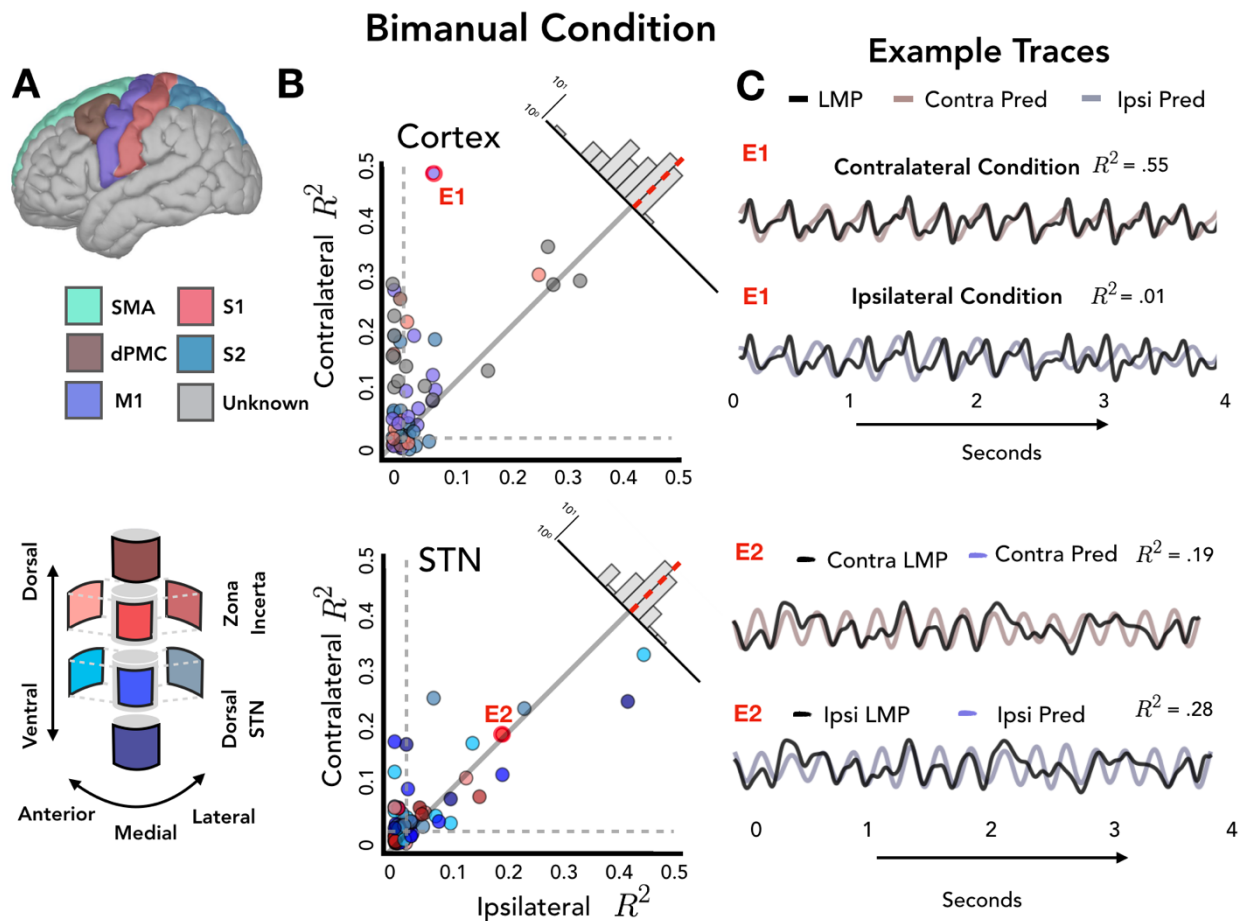 Bimanual Condition
Example Traces
A
B
C
LMP Contra Pred Ipsi Pred
Cortex
10¹
10⁰
E1
Contralateral R²
0.5
0.4
0.3
0.2
0.1
0
0 0.1 0.2 0.3 0.4 0.5
SMA S1
dPMC S2
M1 Unknown
E1 Contralateral Condition R² = .55
E1 Ipsilateral Condition R² = .01
0 1 2 3 4
Seconds
Dorsal
Ventral
Zona
Incerta
Dorsal
STN
Anterior Medial Lateral
STN
10¹
10⁰
E2
Contralateral R²
0.5
0.4
0.3
0.2
0.1
0
0 0.1 0.2 0.3 0.4 0.5
Ipsilateral R²
E2 Contra LMP Contra Pred R² = .19
E2 Ipsi LMP Ipsi Pred R² = .28
0 1 2 3 4
Seconds